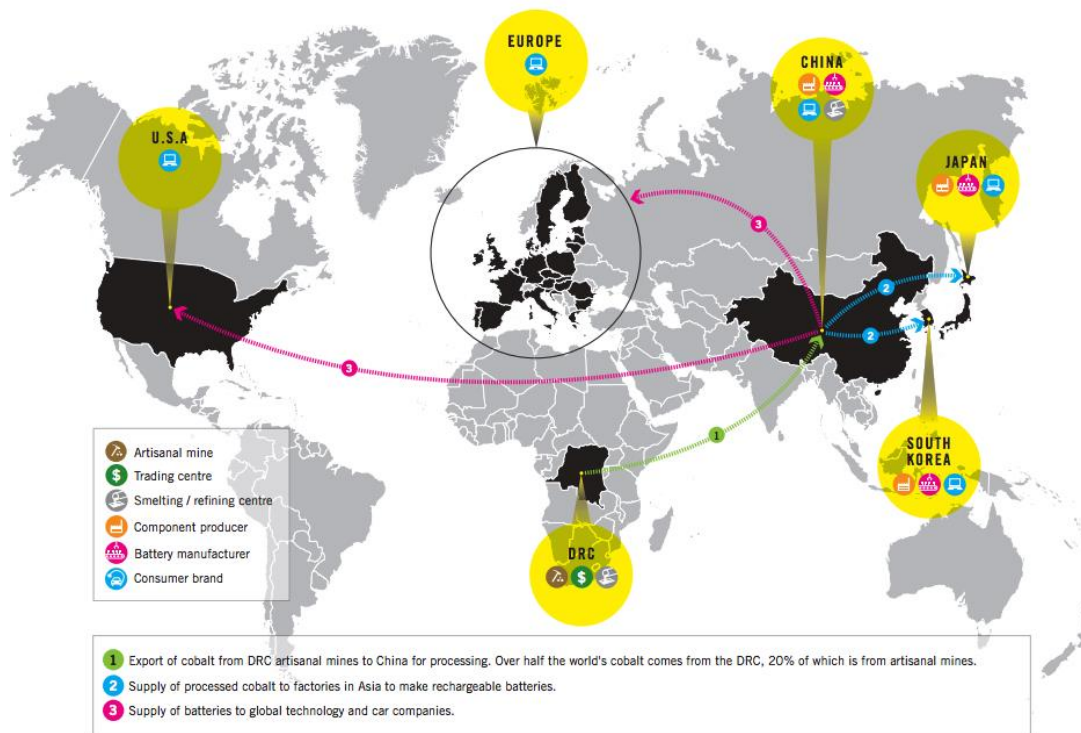 EUROPE
CHINA
U.S.A
JAPAN
3
2
2
3
1
SOUTH
KOREA
DRC
$
Artisanal mine
$ Trading centre
Smelting / refining centre
Component producer
Battery manufacturer
Consumer brand
1 Export of cobalt from DRC artisanal mines to China for processing. Over half the world's cobalt comes from the DRC, 20% of which is from artisanal mines.
2 Supply of processed cobalt to factories in Asia to make rechargeable batteries.
3 Supply of batteries to global technology and car companies.